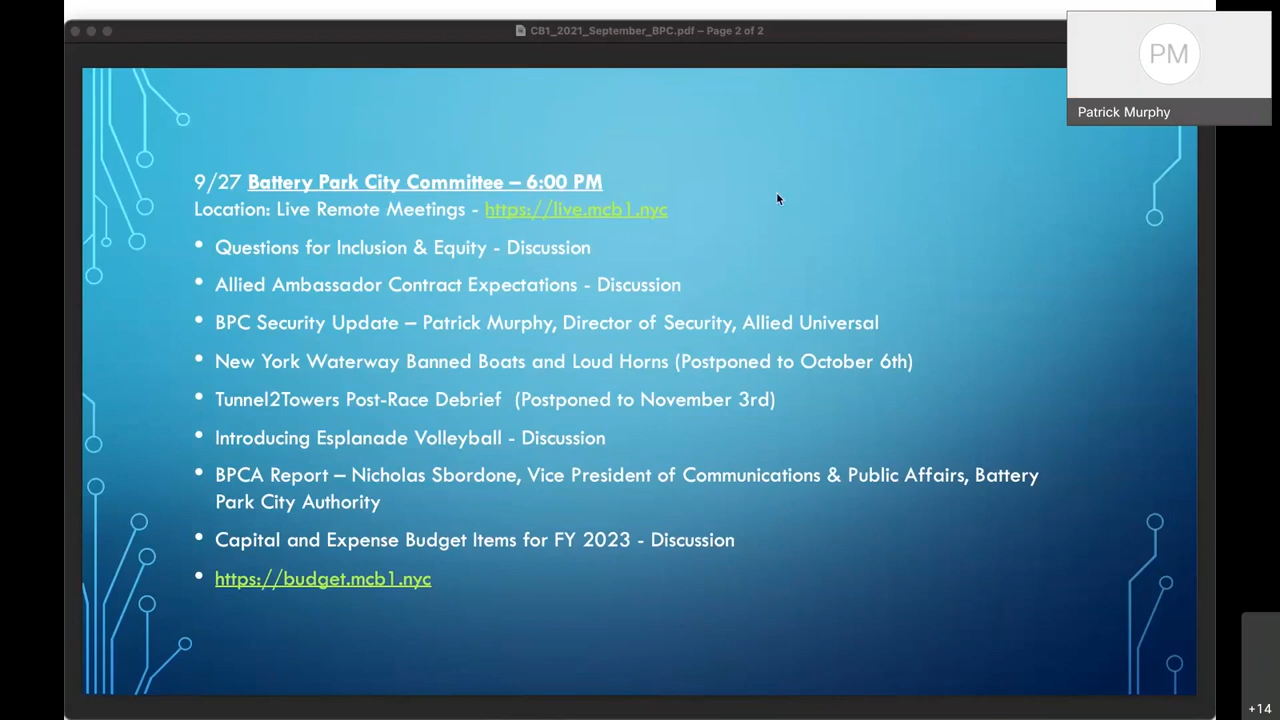 CB1_2021_September_BPC.pdf – Page 2 of 2
PM
Patrick Murphy
9/27 Battery Park City Committee – 6:00 PM
Location: Live Remote Meetings - https://live.mcb1.nyc
• Questions for Inclusion & Equity - Discussion
• Allied Ambassador Contract Expectations - Discussion
• BPC Security Update – Patrick Murphy, Director of Security, Allied Universal
• New York Waterway Banned Boats and Loud Horns (Postponed to October 6th)
• Tunnel2Towers Post-Race Debrief  (Postponed to November 3rd)
• Introducing Esplanade Volleyball - Discussion
• BPCA Report – Nicholas Sbordone, Vice President of Communications & Public Affairs, Battery
Park City Authority
• Capital and Expense Budget Items for FY 2023 - Discussion
• https://budget.mcb1.nyc
+14